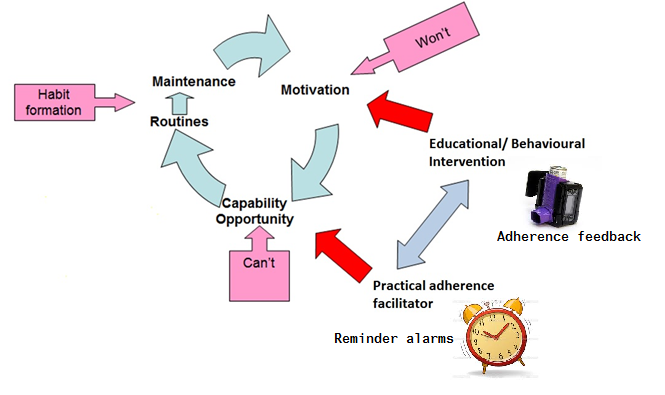 Won't
Habit
formation
Maintenance
Motivation
Routines
Educational/ Behavioural
Intervention
Adherence feedback
Capability
Opportunity
Can't
Practical adherence
facilitator
Reminder alarms